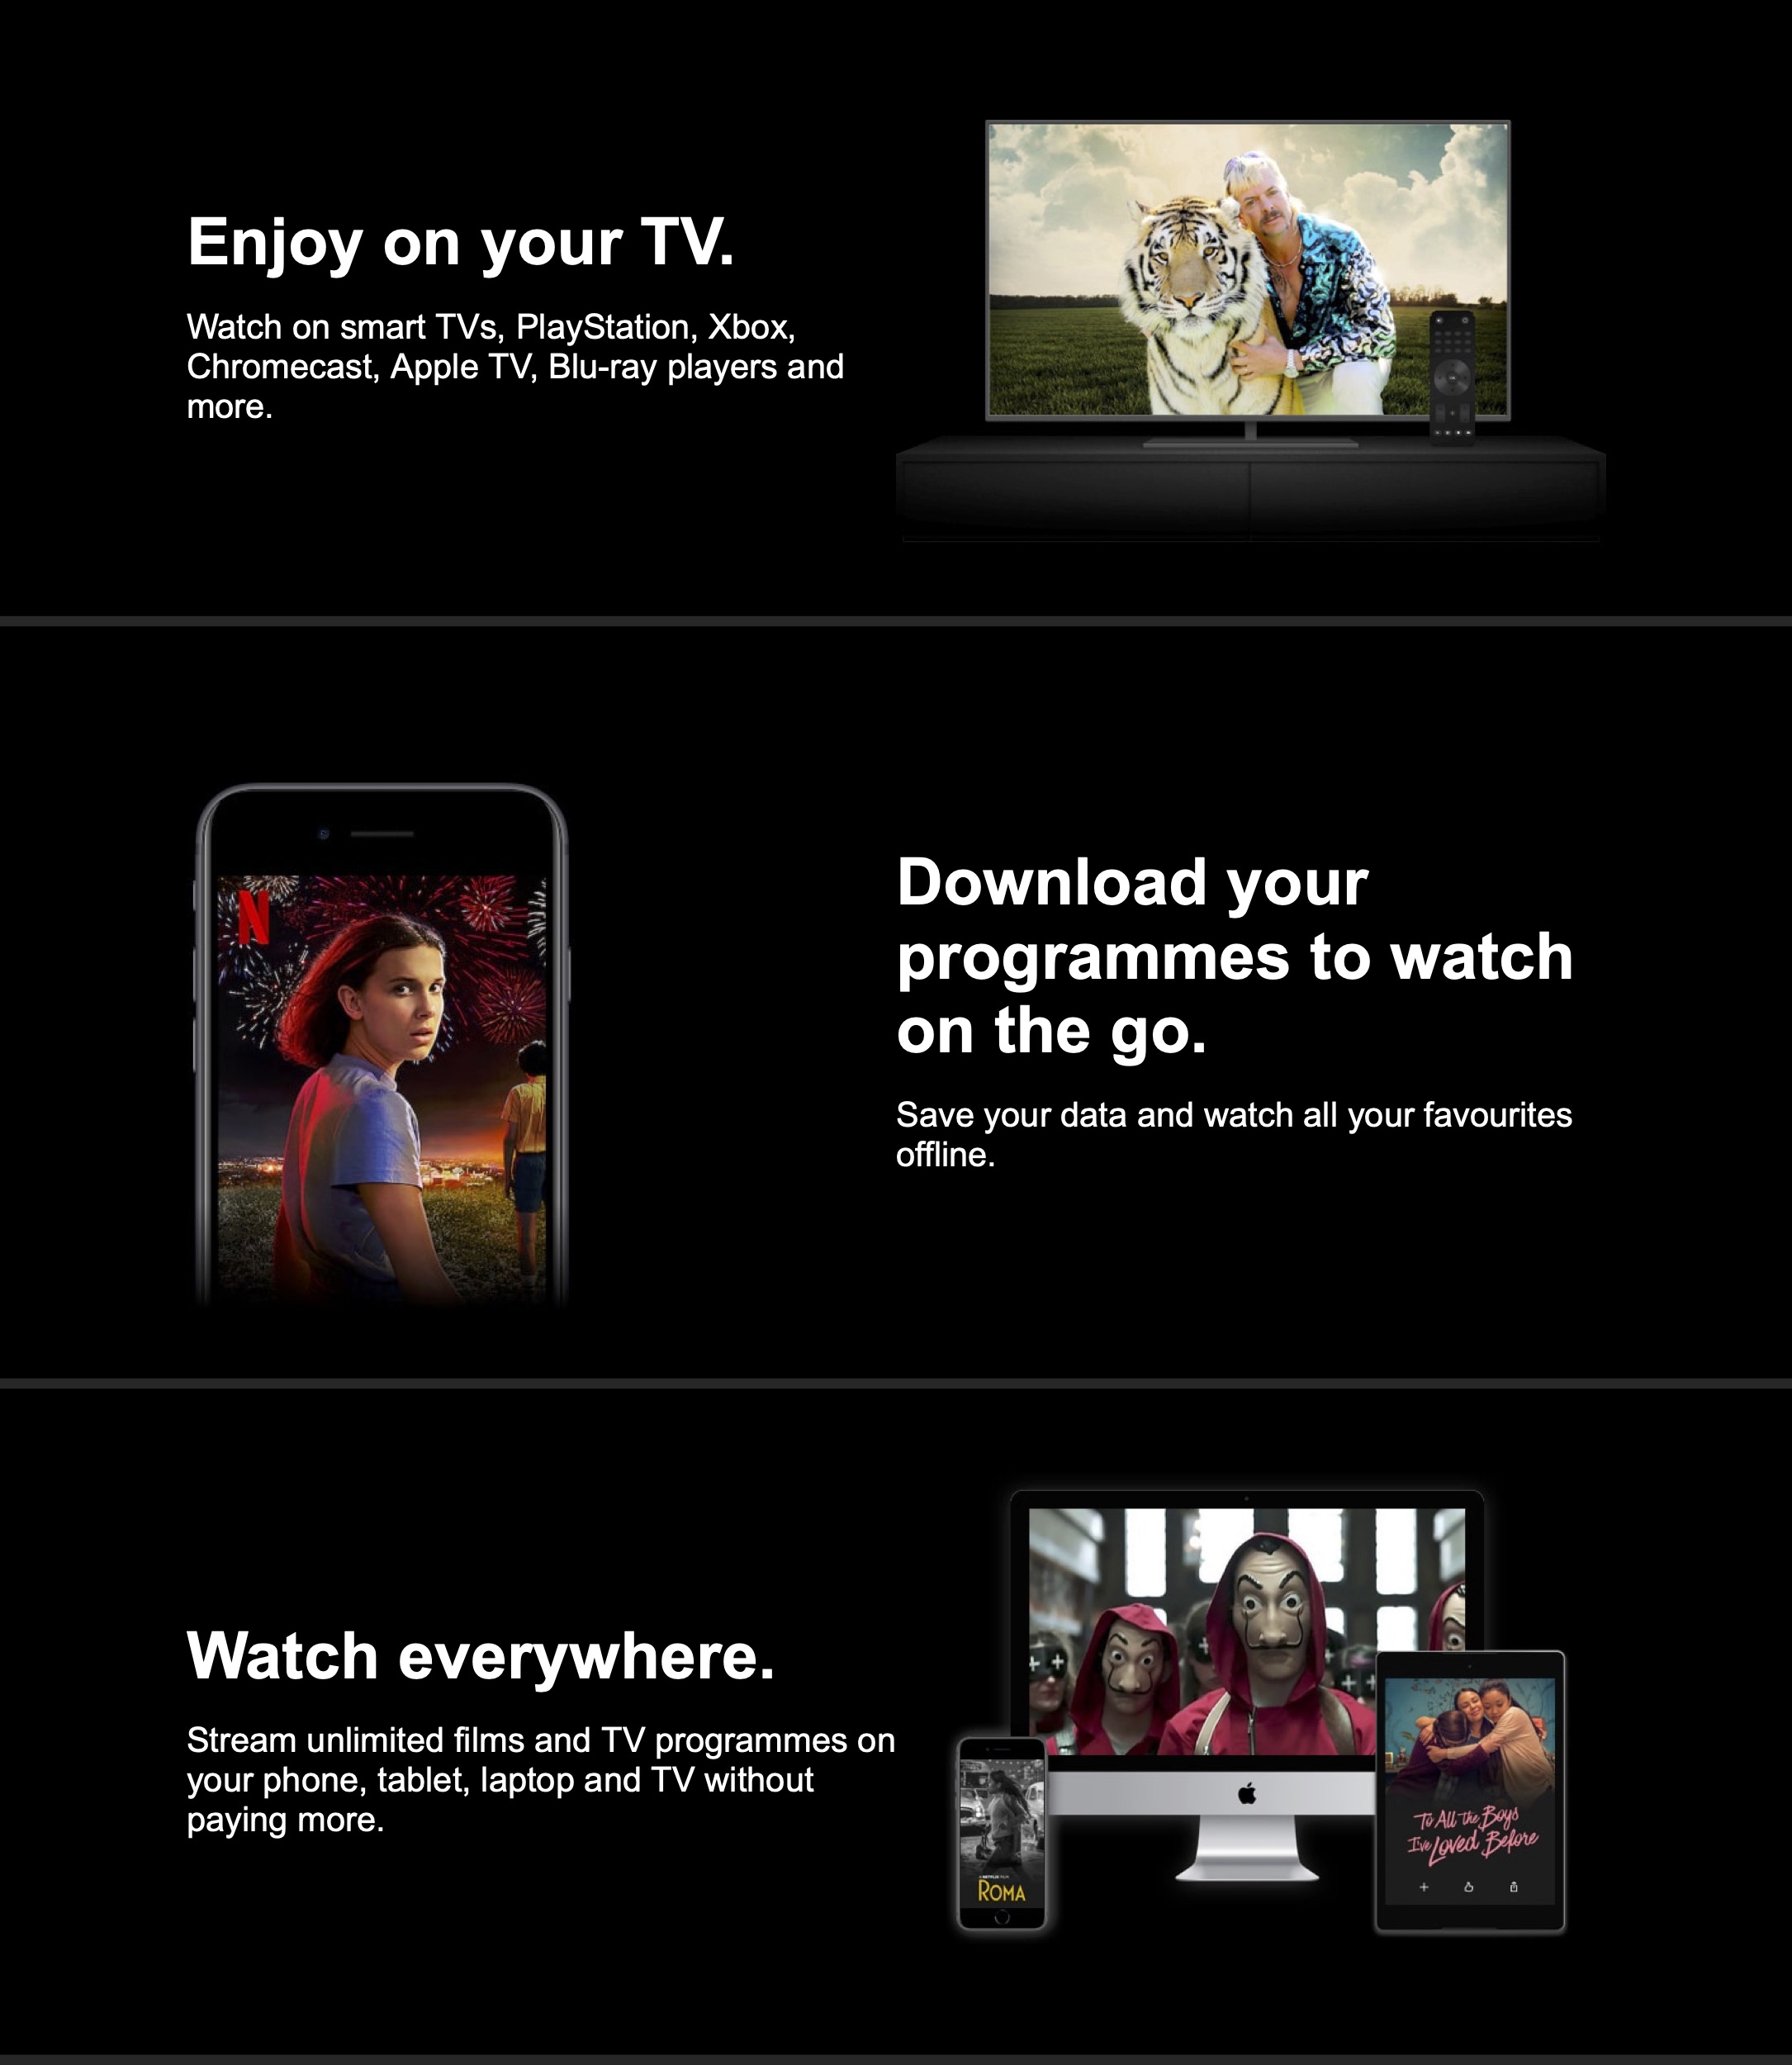 Enjoy on your TV.
Watch on smart TVs, PlayStation, Xbox,
Chromecast, Apple TV, Blu-ray players and
more.
N
Download your
programmes to watch
on the go.
Save your data and watch all your favourites
offline.
Watch everywhere.
Stream unlimited films and TV programmes on
your phone, tablet, laptop and TV without
paying more.
To All the Boys
I've Loved Before
A NETFLIX FILM
ROMA